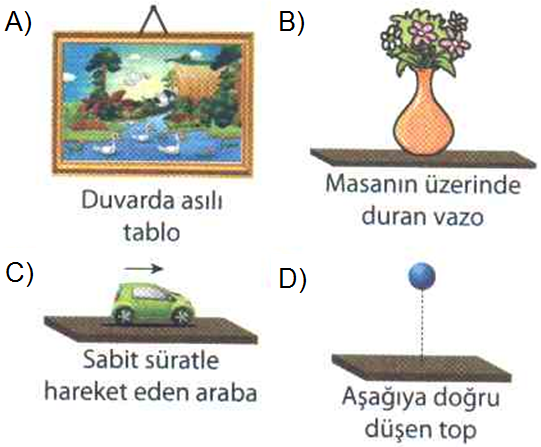 A)
Duvarda asılı
tablo
B)
Masanın üzerinde
duran vazo
C)
Sabit süratle
hareket eden araba
D)
Aşağıya doğru
düşen top